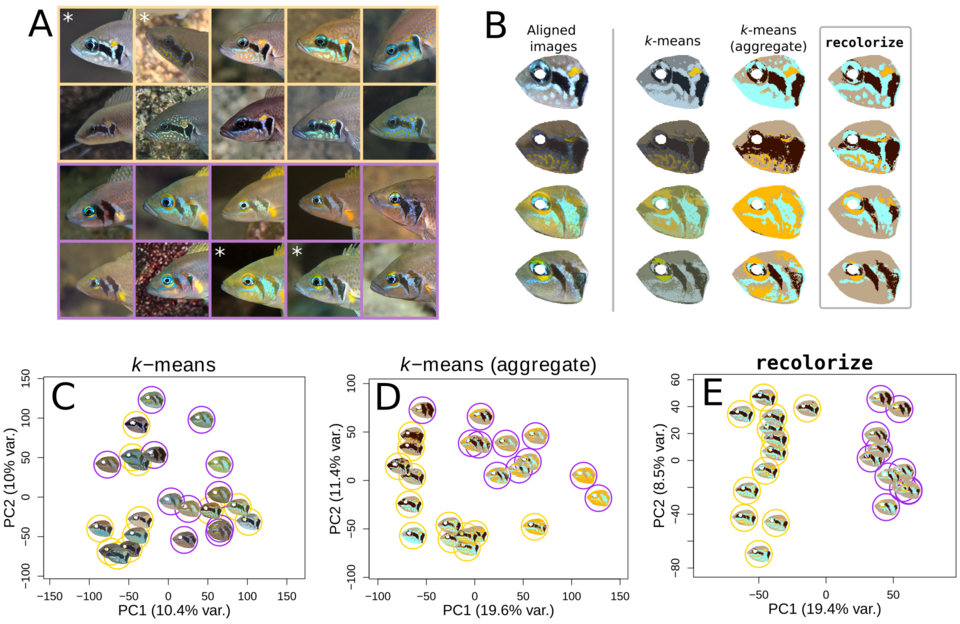 A
*
*
*
*
B
Aligned
images
k-means
k-means
(aggregate)
recolorize
k−means
C
PC2 (10% var.)
150
100
50
0
−50
−100
−150
−100
−50
0
50
100
150
PC1 (10.4% var.)
k−means (aggregate)
D
PC2 (11.4% var.)
100
50
0
−50
−100
−100
−50
0
50
100
150
PC1 (19.6% var.)
recolorize
E
PC2 (8.5% var.)
60
40
20
0
−40
−80
−50
0
50
PC1 (19.4% var.)